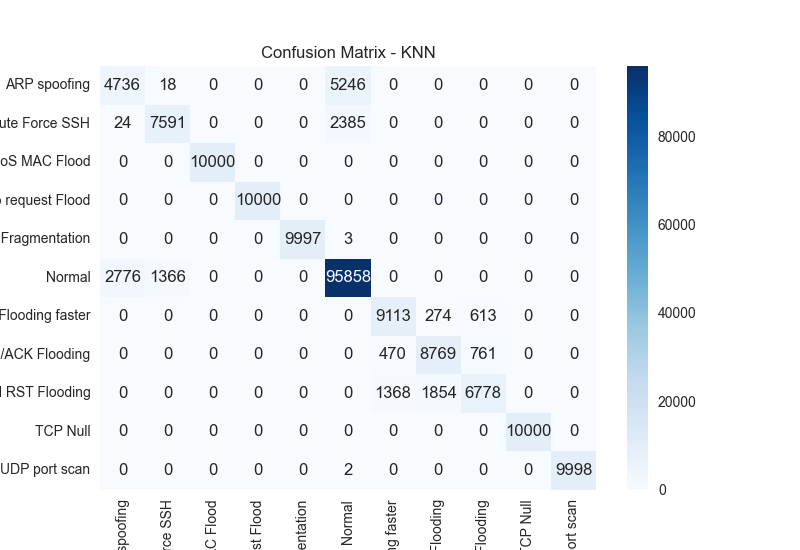 Confusion Matrix - KNN
ARP spoofing 4736 18 0 0 0 5246 0 0 0 0 0
ute Force SSH 24 7591 0 0 0 2385 0 0 0 0 0
oS MAC Flood 0 0 10000 0 0 0 0 0 0 0 0
request Flood 0 0 0 10000 0 0 0 0 0 0 0
Fragmentation 0 0 0 0 9997 3 0 0 0 0 0
Normal 2776 1366 0 0 0 95858 0 0 0 0 0
Flooding faster 0 0 0 0 0 0 9113 274 613 0 0
/ACK Flooding 0 0 0 0 0 0 470 8769 761 0 0
RST Flooding 0 0 0 0 0 0 1368 1854 6778 0 0
TCP Null 0 0 0 0 0 0 0 0 0 10000 0
UDP port scan 0 0 0 0 0 2 0 0 0 0 9998
spoofing
rce SSH
C Flood
st Flood
entation
Normal
ng faster
Flooding
Flooding
TCP Null
ort scan
80000
60000
40000
20000
0